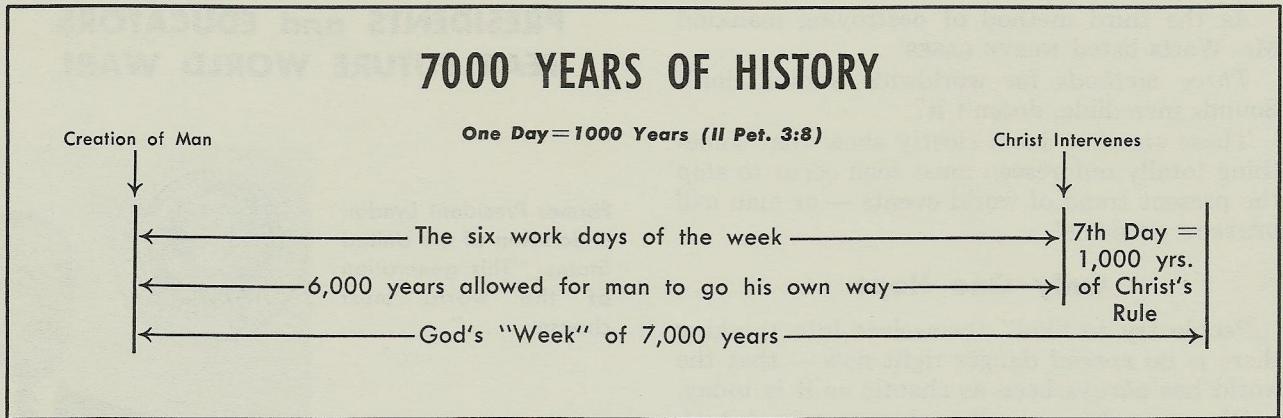 7000 YEARS OF HISTORY
One Day=1000 Years (II Pet. 3:8)
Creation of Man
Christ Intervenes
The six work days of the week
6,000 years allowed for man to go his own way
God's "Week" of 7,000 years
7th Day =
1,000 yrs.
of Christ's
Rule